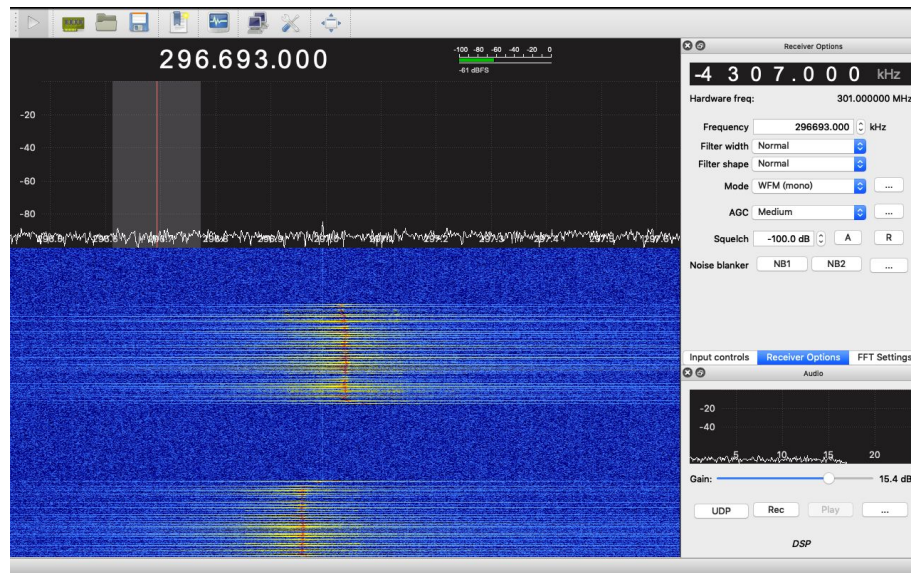 296.693.000
-100 -80 -60 -40 -20 0
-61 dBFS
-20
-40
-60
-80
Receiver Options
-4 307.000 kHz
Hardware freq: 301.000000 MHz
Frequency 296693.000 kHz
Filter width Normal
Filter shape Normal
Mode WFM (mono) ...
AGC Medium ...
Squelch -100.0 dB A R
Noise blanker NB1 NB2 ...
Input controls Receiver Options FFT Settings
Audio
-20
-40
5 10 15 20
Gain: 15.4 dB
UDP Rec Play ...
DSP